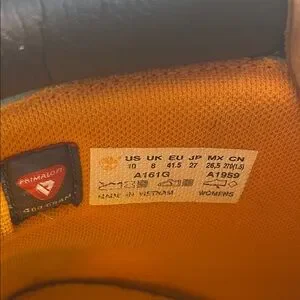 US UK EU JP MX CN
10 8 41.5 27 28.5 270(1.5)
A161G A1959
MADE IN VIETNAM WOMENS
PRIMALOFT